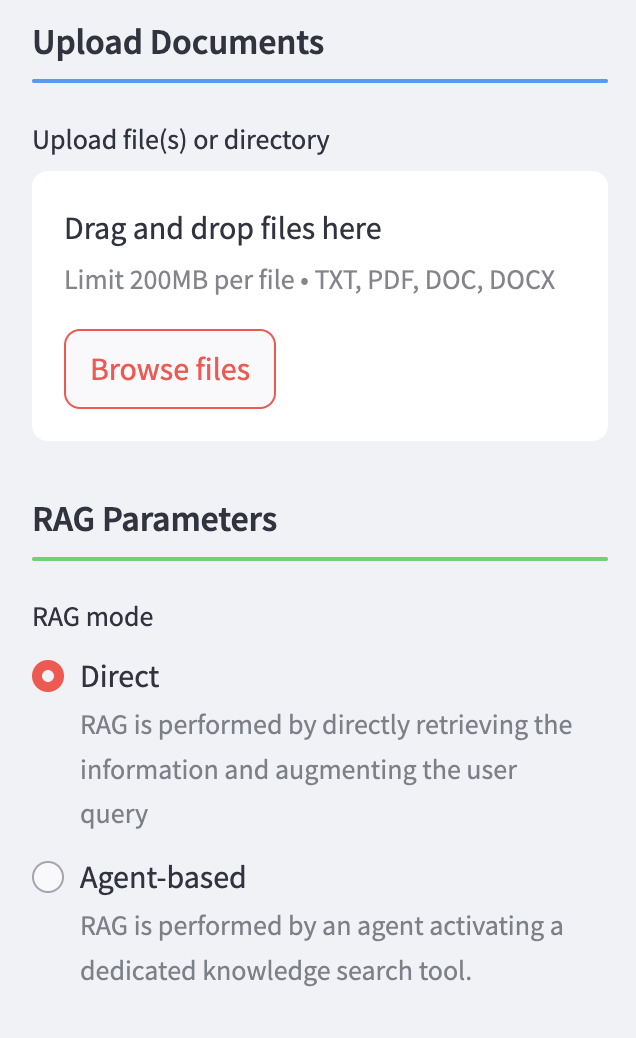 Upload Documents
Upload file(s) or directory
Drag and drop files here
Limit 200MB per file • TXT, PDF, DOC, DOCX
Browse files
RAG Parameters
RAG mode
Direct
RAG is performed by directly retrieving the
information and augmenting the user
query
Agent-based
RAG is performed by an agent activating a
dedicated knowledge search tool.